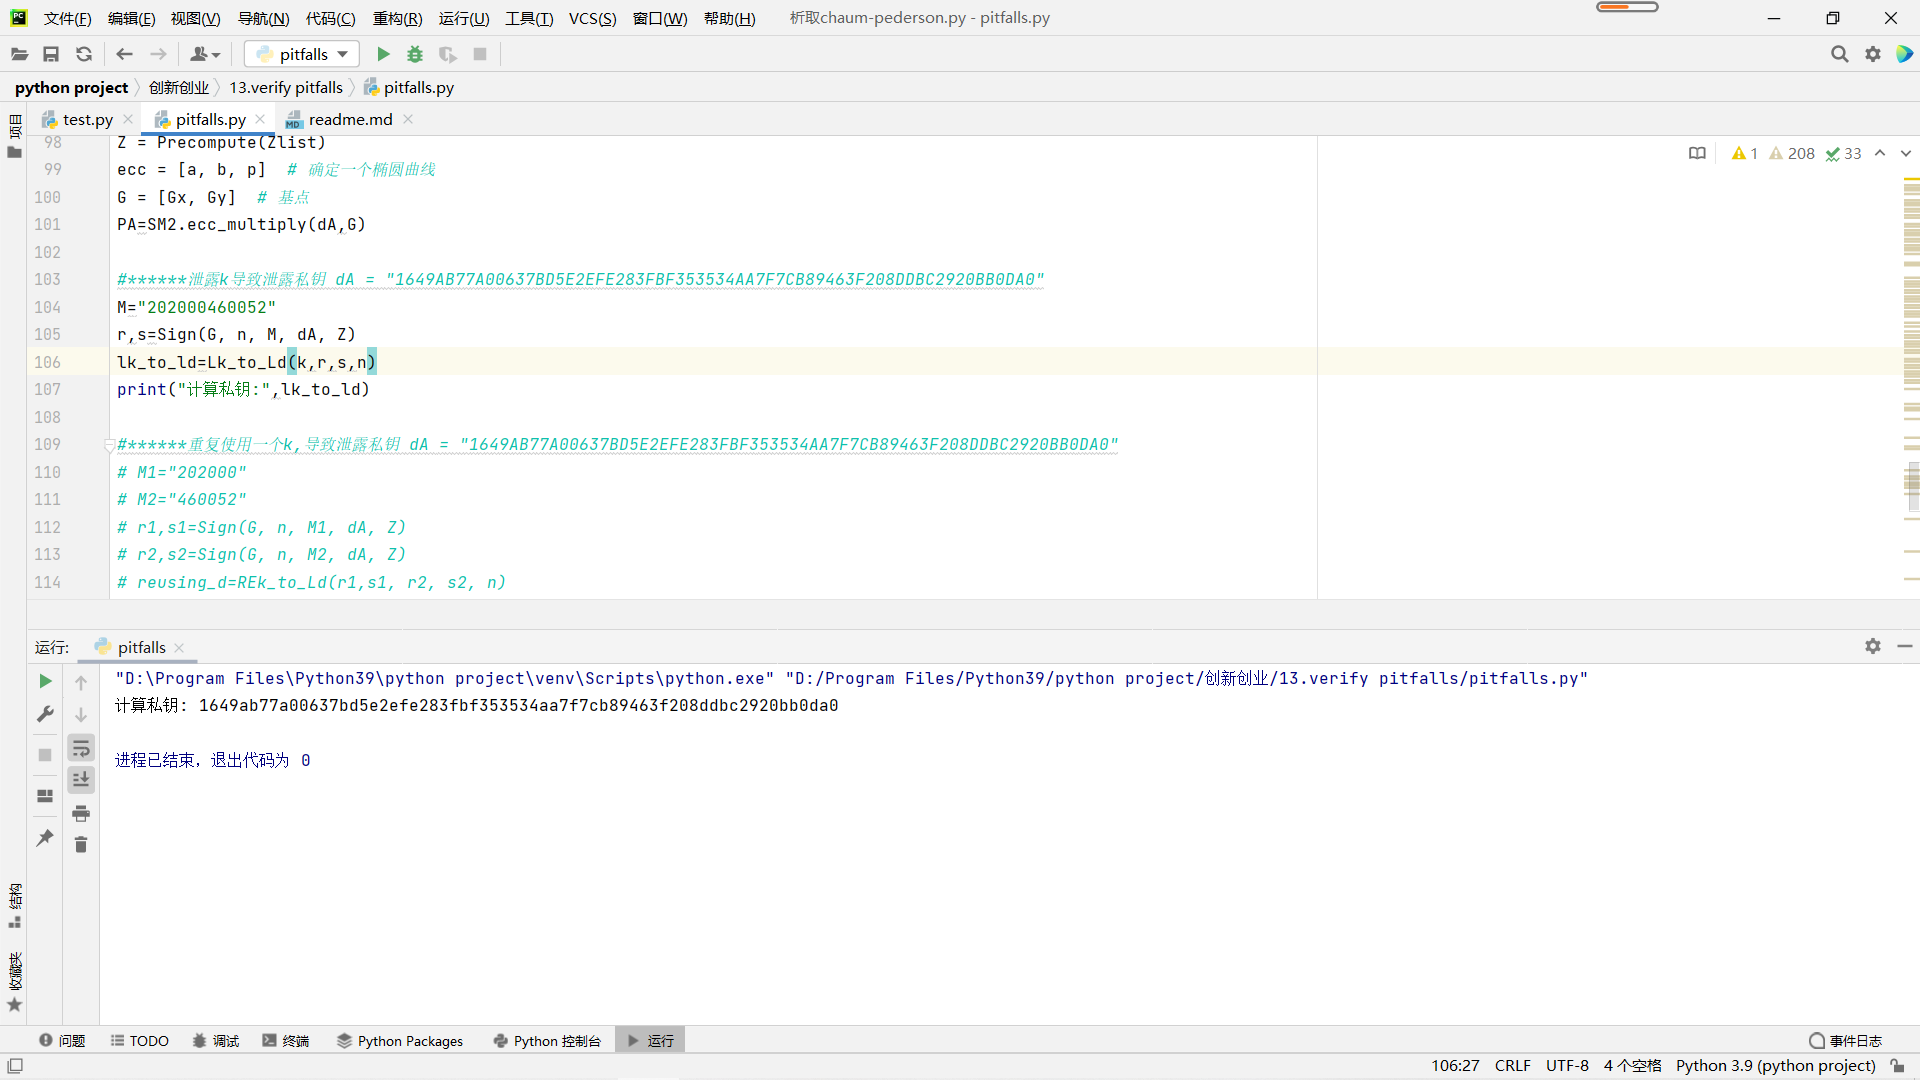 文件(F) 编辑(E) 视图(V) 导航(N) 代码(C) 重构(R) 运行(U) 工具(T) VCS(S) 窗口(W) 帮助(H) 析取chaum-pederson.py - pitfalls.py
pitfalls
python project 创新创业 13.verify pitfalls pitfalls.py
test.py pitfalls.py readme.md
项目
1 208 33
98 Z = Precompute(Zlist)
99 ecc = [a, b, p]  # 确定一个椭圆曲线
100 G = [Gx, Gy]  # 基点
101 PA=SM2.ecc_multiply(dA,G)
102
103 #******泄露k导致泄露私钥 dA = "1649AB77A00637BD5E2EFE283FBF353534AA7F7CB89463F208DDBC2920BB0DA0"
104 M="202000460052"
105 r,s=Sign(G, n, M, dA, Z)
106 lk_to_ld=Lk_to_Ld(k,r,s,n)
107 print("计算私钥:",lk_to_ld)
108
109 #******重复使用一个k,导致泄露私钥 dA = "1649AB77A00637BD5E2EFE283FBF353534AA7F7CB89463F208DDBC2920BB0DA0"
110 # M1="202000"
111 # M2="460052"
112 # r1,s1=Sign(G, n, M1, dA, Z)
113 # r2,s2=Sign(G, n, M2, dA, Z)
114 # reusing_d=REk_to_Ld(r1,s1, r2, s2, n)
运行: pitfalls
"D:\Program Files\Python39\python project\venv\Scripts\python.exe" "D:/Program Files/Python39/python project/创新创业/13.verify pitfalls/pitfalls.py"
计算私钥: 1649ab77a00637bd5e2efe283fbf353534aa7f7cb89463f208ddbc2920bb0da0
进程已结束，退出代码为 0
结构
收藏夹
问题 TODO 调试 终端 Python Packages Python 控制台 运行 事件日志
106:27 CRLF UTF-8 4 个空格 Python 3.9 (python project)